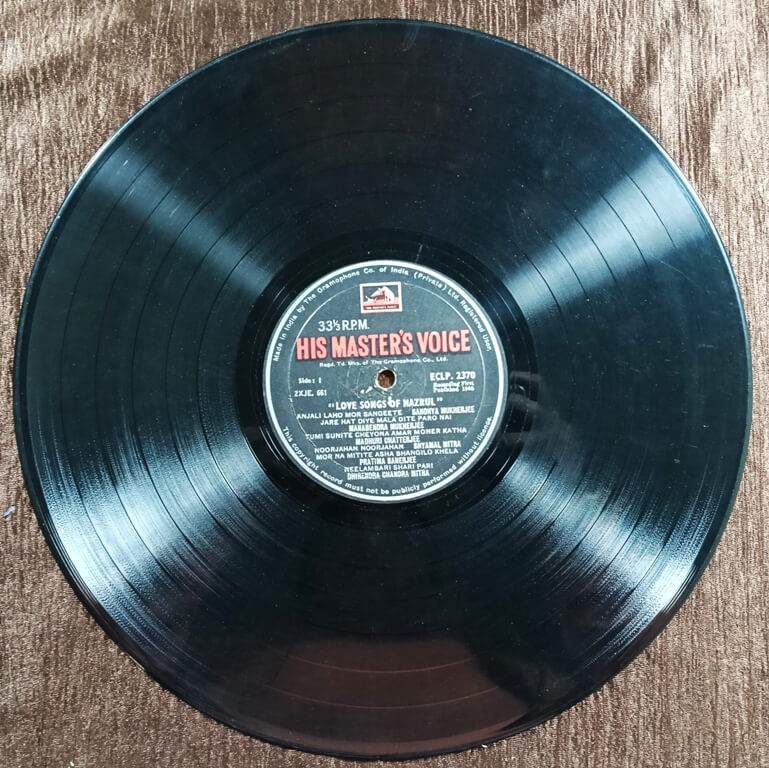 Made in India by The Gramophone Co. of India (Private) Ltd. Registered User.
33⅓ R.P.M.
HIS MASTER'S VOICE
Regd. Td. Mks. of The Gramophone Co., Ltd.
Side: 1
ECLP. 2370
2XJE. 661
Recording First
Published 1968
"LOVE SONGS OF NAZRUL"
ANJALI LAHO MOR SANGEETE SANDHYA MUKHERJEE
JARE HAT DIYE MALA DITE PARO NAI
MANABENDRA MUKHERJEE
TUMI SUNITE CHEYONA AMAR MONER KATHA
MADHURI CHATTERJEE
NOORJAHAN NOORJAHAN SHYAMAL MITRA
MOR NA MITITE ASHA BHANGILO KHELA
PRATIMA BANERJEE
NEELAMBARI SHARI PARI
DHIRENDRA CHANDRA MITRA
This copyright record must not be publicly performed without licence.